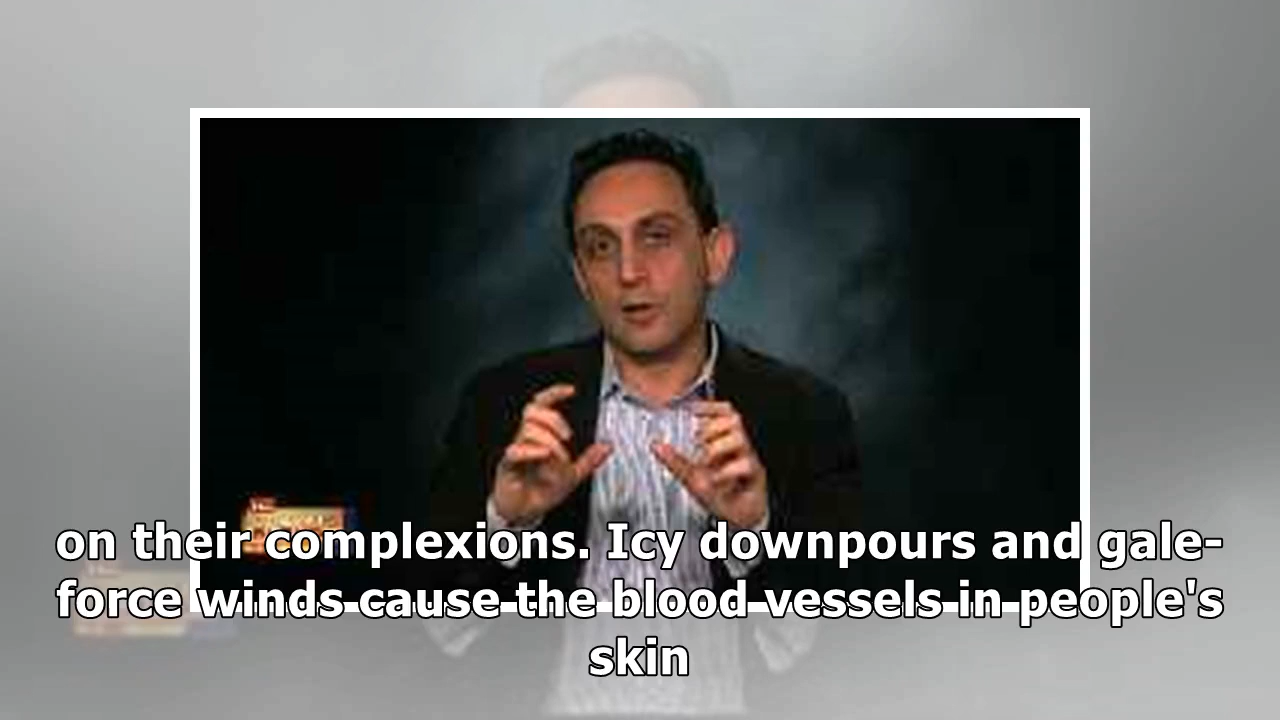 on their complexions. Icy downpours and gale-
force winds cause the blood vessels in people's
skin